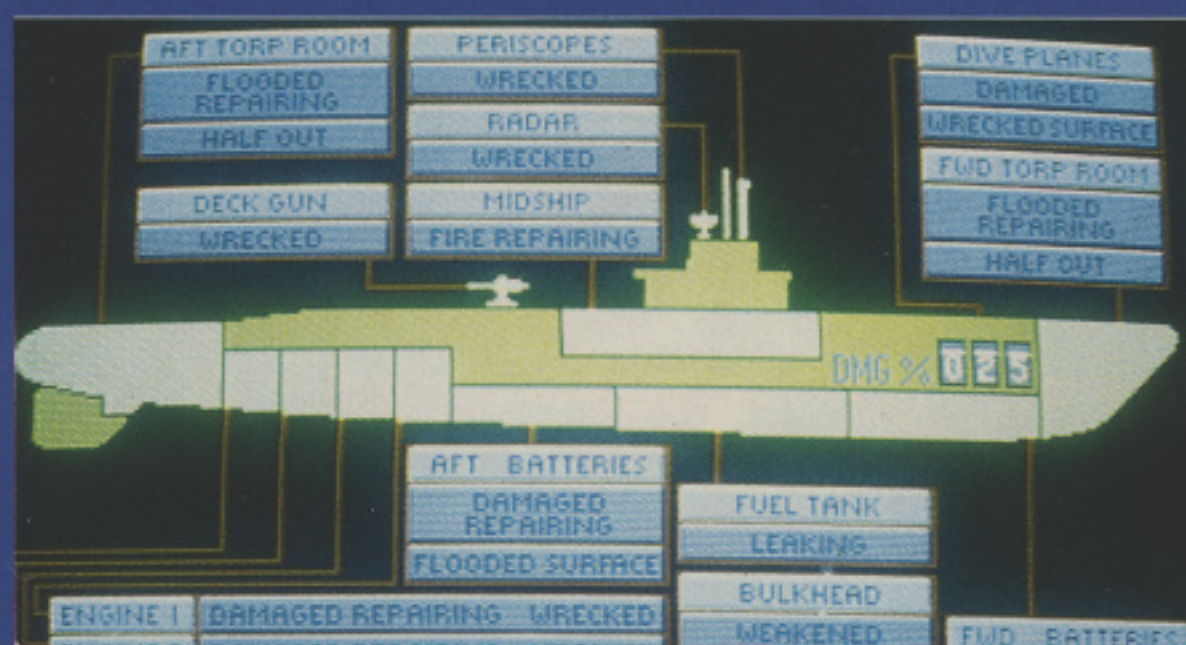 AFT TORP ROOM
FLOODED
REPAIRING
HALF OUT
PERISCOPES
WRECKED
RADAR
WRECKED
DECK GUN
WRECKED
MIDSHIP
FIRE REPAIRING
DIVE PLANES
DAMAGED
WRECKED SURFACE
FWD TORP ROOM
FLOODED
REPAIRING
HALF OUT
DMG % 025
AFT BATTERIES
DAMAGED
REPAIRING
FLOODED SURFACE
FUEL TANK
LEAKING
BULKHEAD
WEAKENED
ENGINE 1 DAMAGED REPAIRING WRECKED
FWD BATTERIES